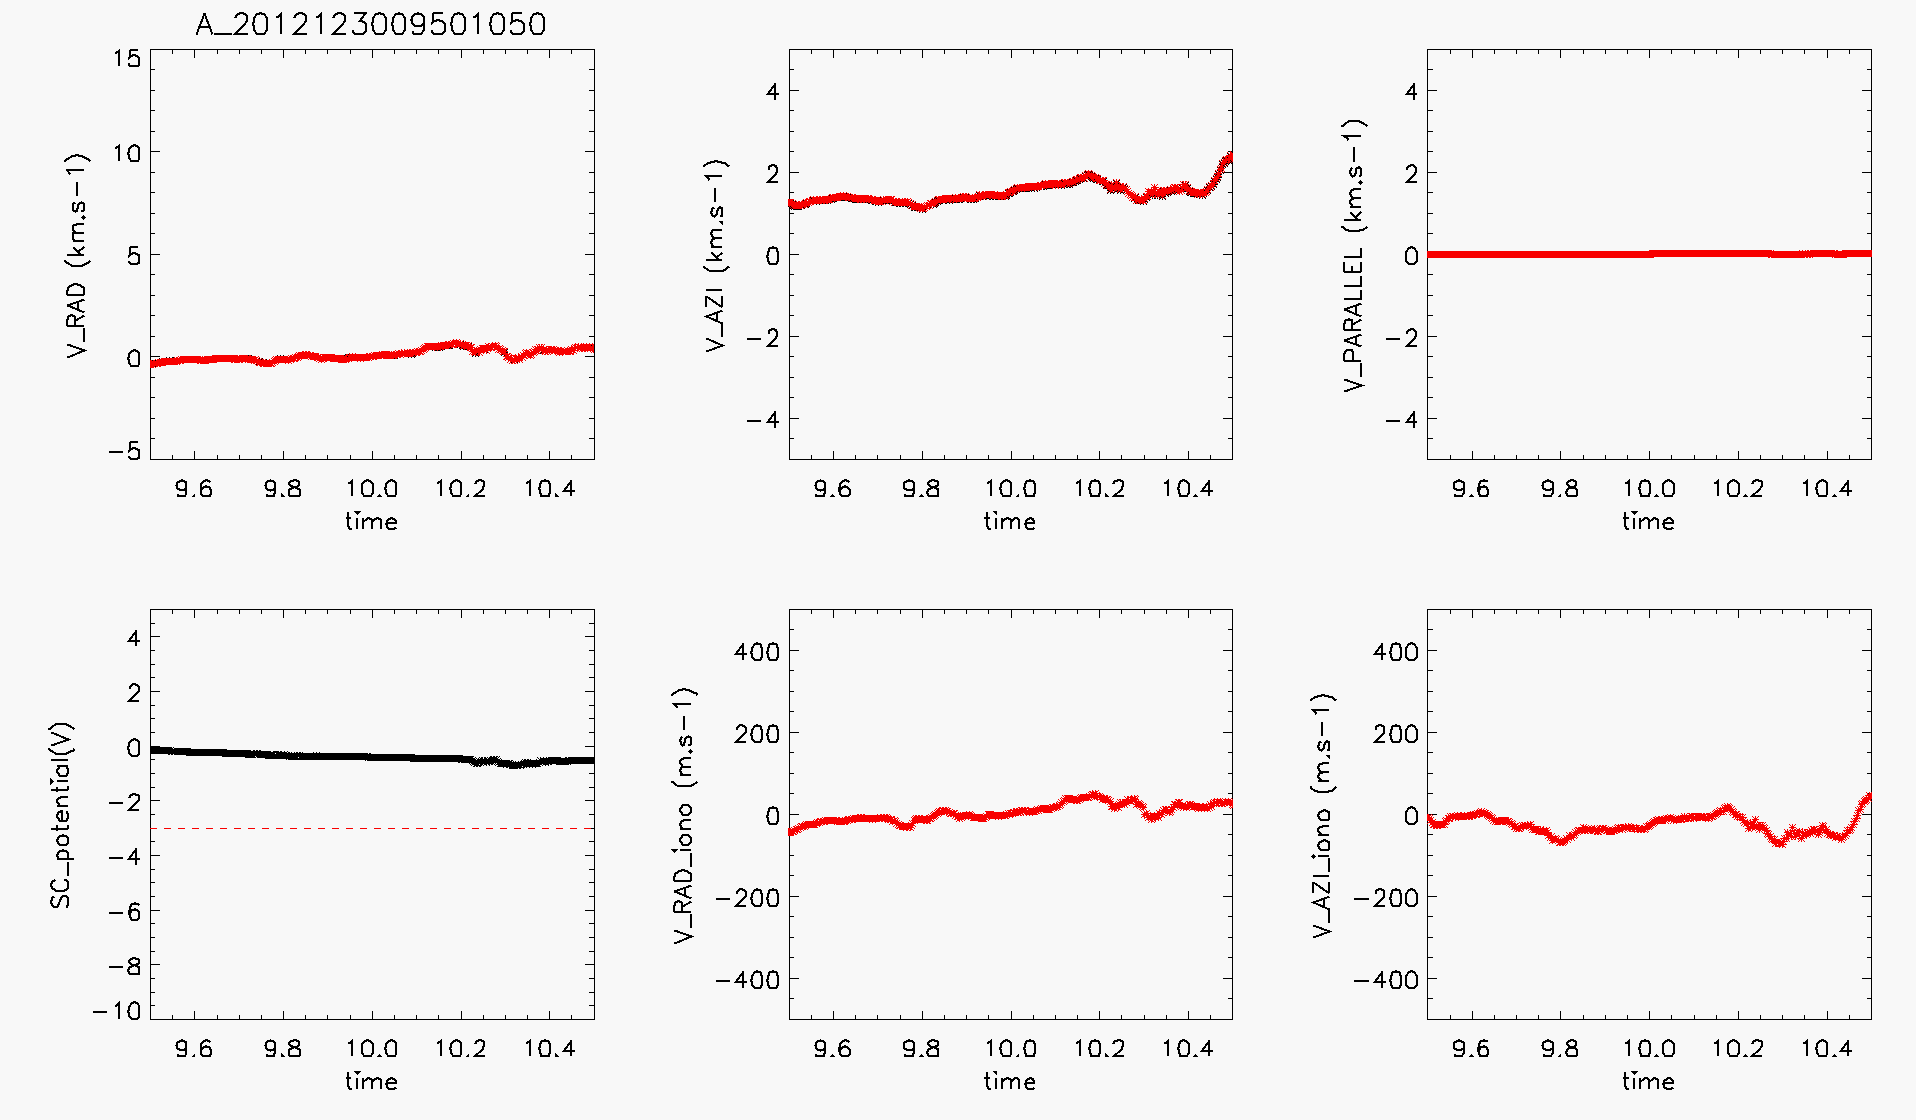 A_2012123009501050
15
10
5
0
-5
V_RAD (km.s-1)
9.6 9.8 10.0 10.2 10.4
time
4
2
0
-2
-4
V_AZI (km.s-1)
9.6 9.8 10.0 10.2 10.4
time
4
2
0
-2
-4
V_PARALLEL (km.s-1)
9.6 9.8 10.0 10.2 10.4
time
4
2
0
-2
-4
-6
-8
-10
SC_potential(V)
9.6 9.8 10.0 10.2 10.4
time
400
200
0
-200
-400
V_RAD_iono (m.s-1)
9.6 9.8 10.0 10.2 10.4
time
400
200
0
-200
-400
V_AZI_iono (m.s-1)
9.6 9.8 10.0 10.2 10.4
time